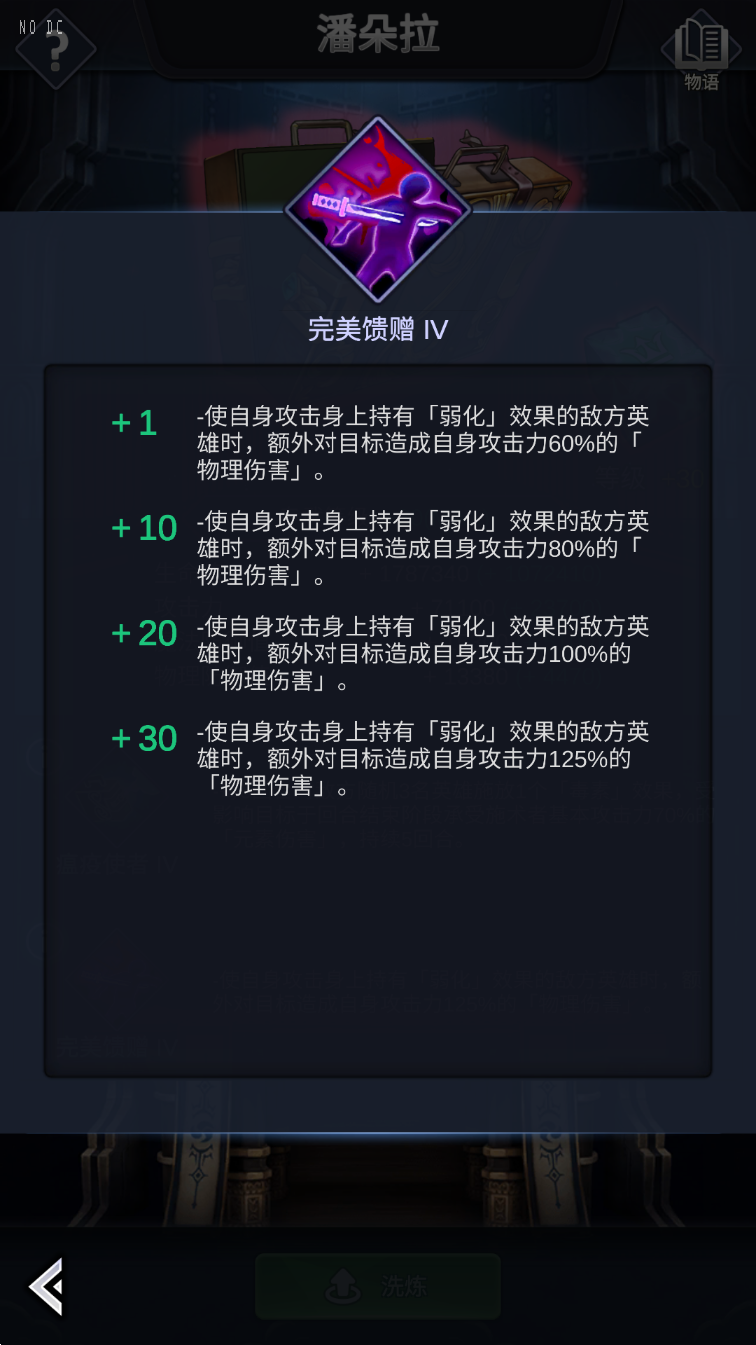 NO DC
潘朵拉
物语
完美馈赠 IV
+1 -使自身攻击身上持有「弱化」效果的敌方英
雄时，额外对目标造成自身攻击力60%的「
物理伤害」。
+10 -使自身攻击身上持有「弱化」效果的敌方英
雄时，额外对目标造成自身攻击力80%的「
物理伤害」。
+20 -使自身攻击身上持有「弱化」效果的敌方英
雄时，额外对目标造成自身攻击力100%的
「物理伤害」。
+30 -使自身攻击身上持有「弱化」效果的敌方英
雄时，额外对目标造成自身攻击力125%的
「物理伤害」。
洗炼